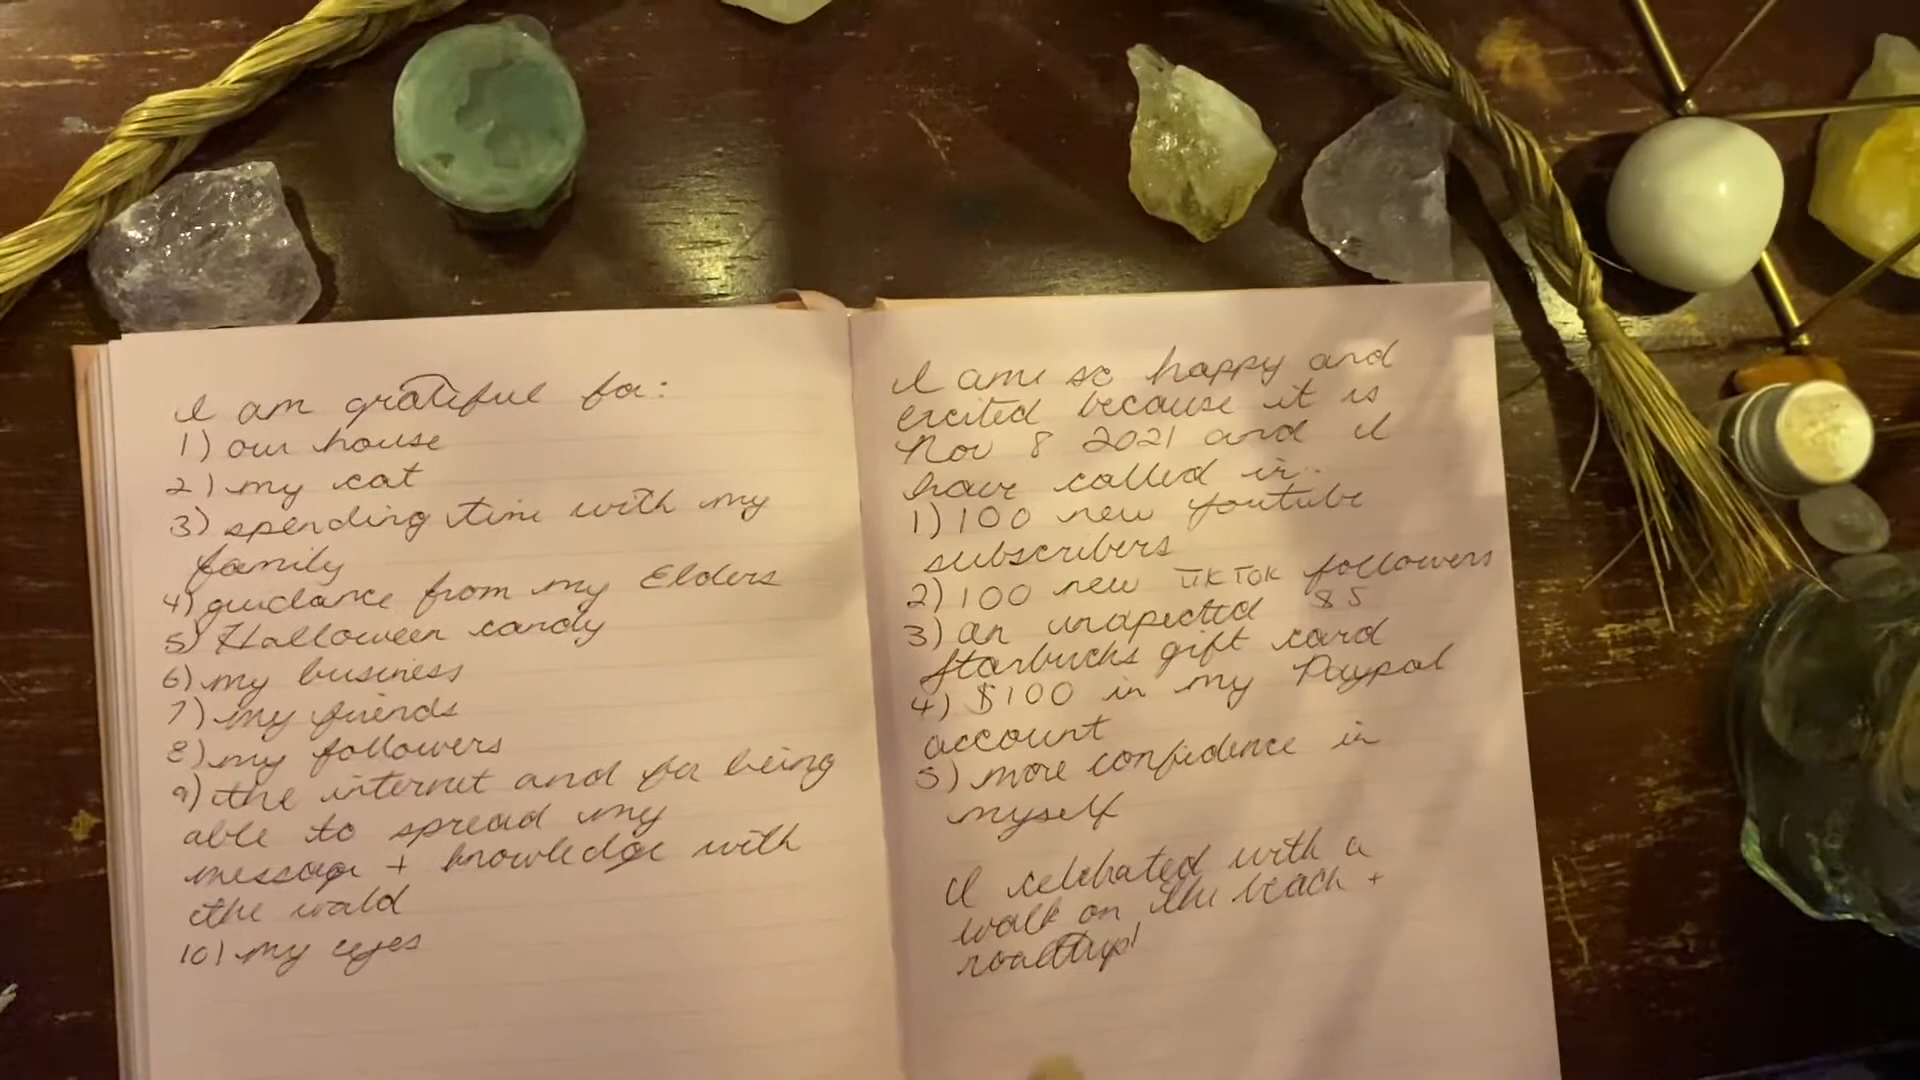 I am grateful for:
1) our house
2) my cat
3) spending time with my
family
4) guidance from my Elders
5) Halloween candy
6) my business
7) my friends
8) my followers
9) the internet and for being
able to spread my
message + knowledge with
the world
10) my eyes
I am so happy and
excited because it is
Nov 8 2021 and I
have called in..
1) 100 new youtube
subscribers
2) 100 new TikTok followers
3) an unexpected $5
Starbucks gift card
4) $100 in my Paypal
account
5) more confidence in
myself
I celebrated with a
walk on the beach +
roadtrip!